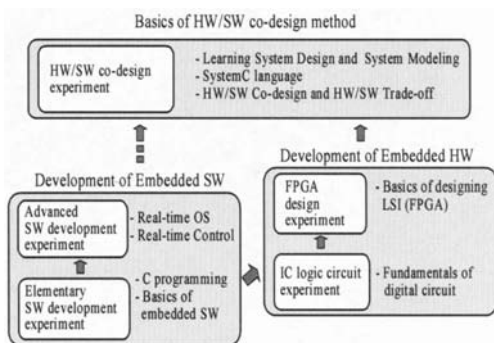 Basics of HW/SW co-design method
HW/SW co-design
experiment
- Learning System Design and System Modeling
- SystemC language
- HW/SW Co-design and HW/SW Trade-off
Development of Embedded SW
Advanced
SW development
experiment
- Real-time OS
- Real-time Control
Elementary
SW development
experiment
- C programming
- Basics of
embedded SW
Development of Embedded HW
FPGA
design
experiment
- Basics of designing
LSI (FPGA)
IC logic circuit
experiment
- Fundamentals of
digital circuit